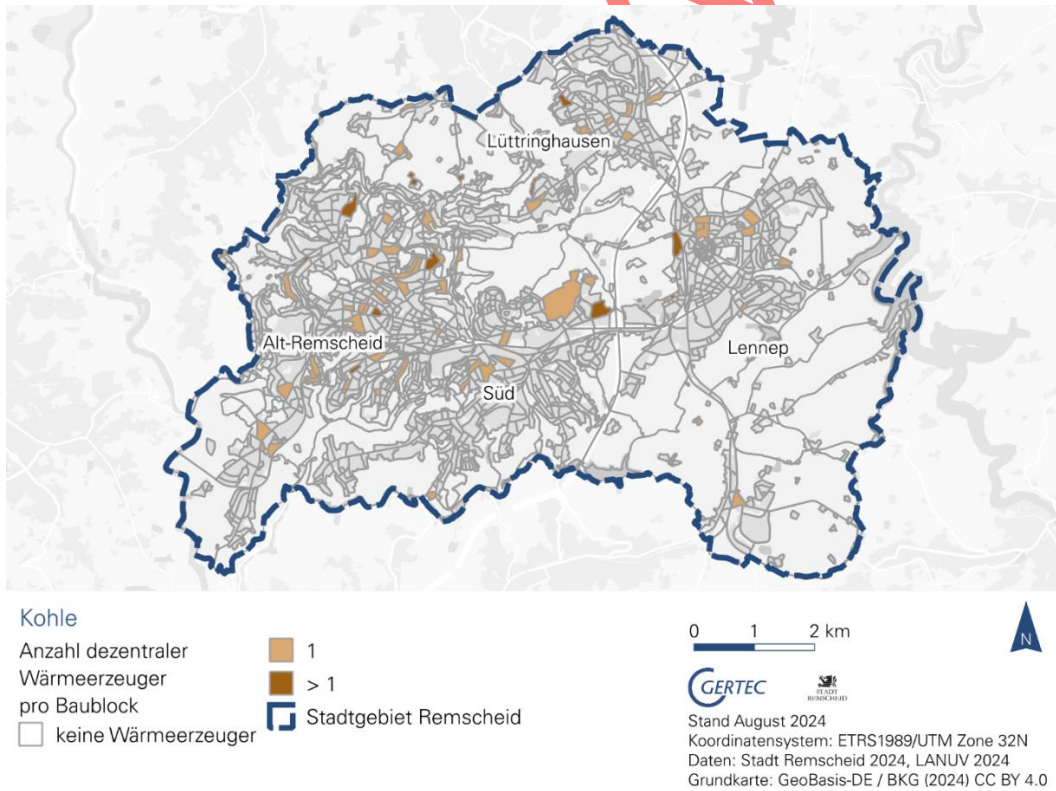 Lüttringhausen
Alt-Remscheid
Lennep
Süd
Kohle
Anzahl dezentraler
Wärmeerzeuger
pro Baublock
keine Wärmeerzeuger
1
> 1
Stadtgebiet Remscheid
0 1 2 km
N
GERTEC
STADT
REMSCHEID
Stand August 2024
Koordinatensystem: ETRS1989/UTM Zone 32N
Daten: Stadt Remscheid 2024, LANUV 2024
Grundkarte: GeoBasis-DE / BKG (2024) CC BY 4.0